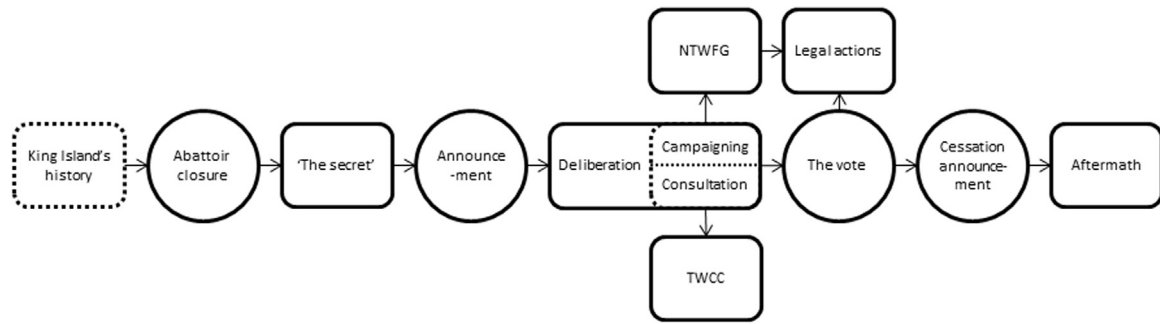 NTWFG
Legal actions
King Island's
history
Abattoir
closure
'The secret'
Announce
-ment
Deliberation
Campaigning
Consultation
The vote
Cessation
announce-
ment
Aftermath
TWCC